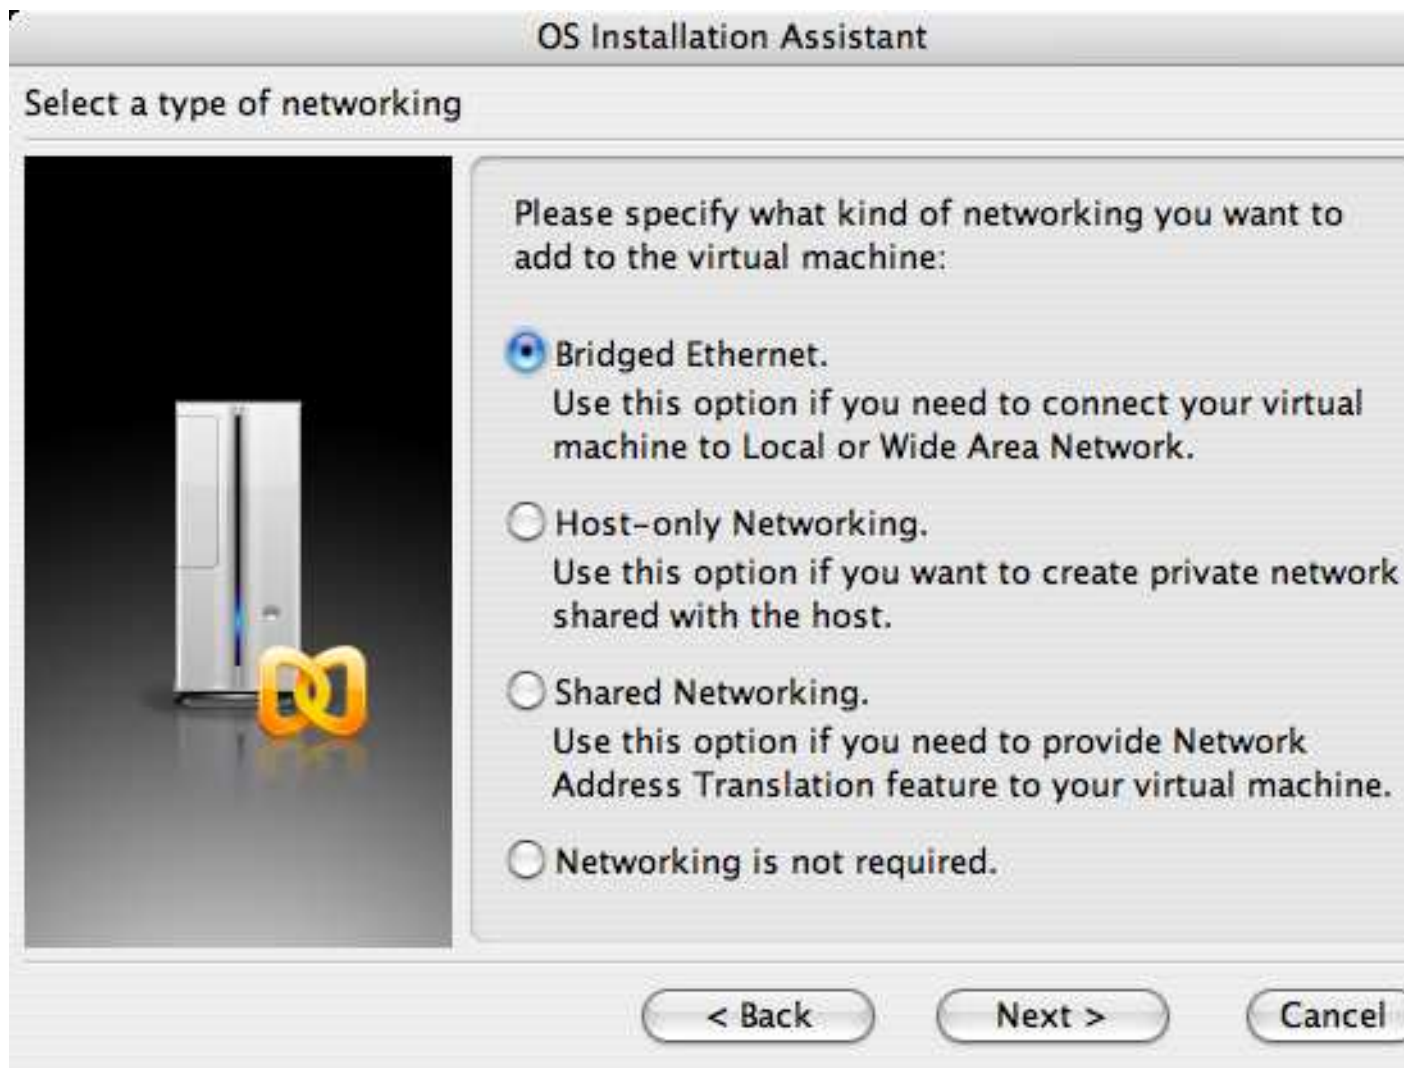 OS Installation Assistant
Select a type of networking
Please specify what kind of networking you want to
add to the virtual machine:
Bridged Ethernet.
Use this option if you need to connect your virtual
machine to Local or Wide Area Network.
Host-only Networking.
Use this option if you want to create private network
shared with the host.
Shared Networking.
Use this option if you need to provide Network
Address Translation feature to your virtual machine.
Networking is not required.
< Back
Next >
Cancel